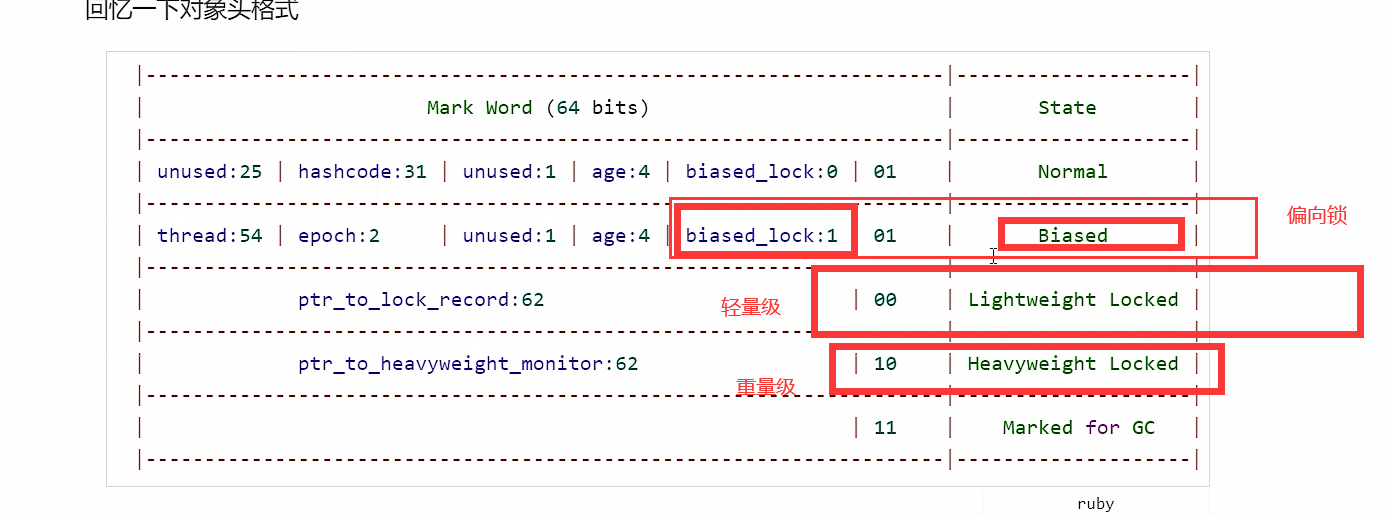 回忆一下对象头格式
|--------------------------------------------------------------------|--------------------|
| Mark Word (64 bits) | State |
|--------------------------------------------------------------------|--------------------|
| unused:25 | hashcode:31 | unused:1 | age:4 | biased_lock:0 | 01 | Normal |
|--------------------------------------------------------------------|--------------------|
| thread:54 | epoch:2 | unused:1 | age:4 | biased_lock:1 | 01 | Biased | 偏向锁
|--------------------------------------------------------------------|--------------------|
| ptr_to_lock_record:62 | 00 | Lightweight Locked |
轻量级
|--------------------------------------------------------------------|--------------------|
| ptr_to_heavyweight_monitor:62 | 10 | Heavyweight Locked |
重量级
|--------------------------------------------------------------------|--------------------|
| | 11 | Marked for GC |
|--------------------------------------------------------------------|--------------------|
ruby